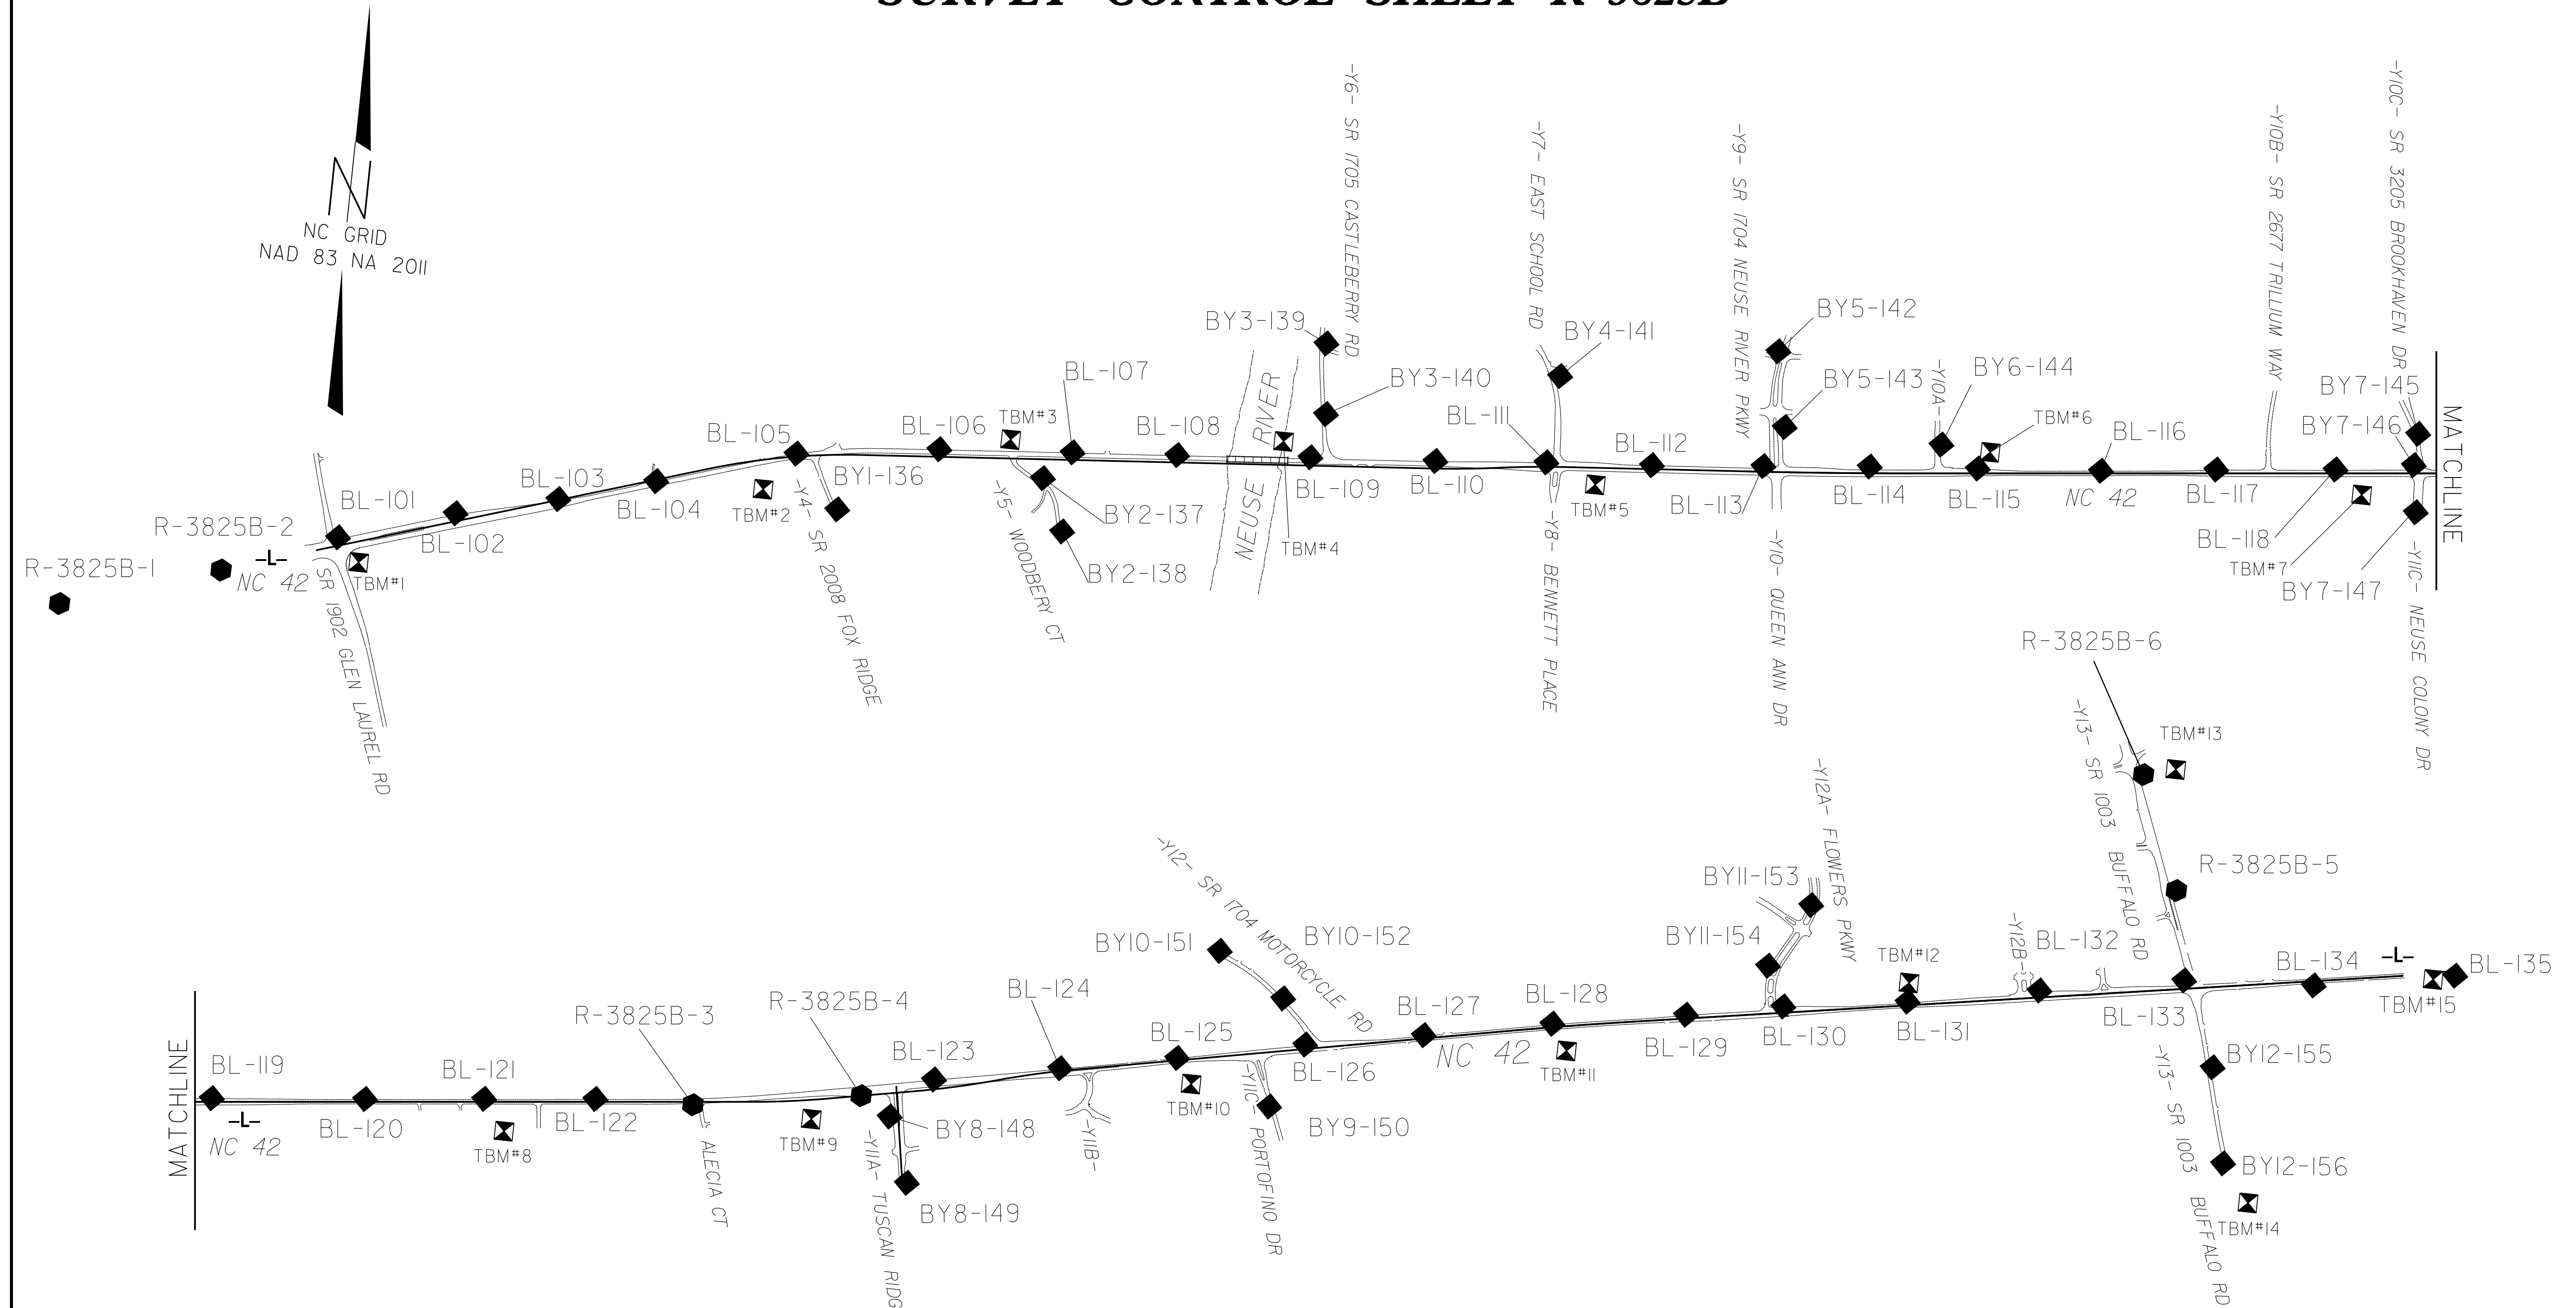 NC GRID
NAD 83 NA 2011
-Y6- SR 1705 CASTLEBERRY RD
-Y7- EAST SCHOOL RD
-Y9- SR 1704 NEUSE RIVER PKWY
-Y10B- SR 2677 TRILLIUM WAY
-Y10C- SR 3205 BROOKHAVEN DR
BY3-139
BY4-141
BY5-142
BL-107
BY3-140
BY5-143
-Y10A-
BY6-144
BY7-145
BL-105
BL-106
TBM#3
BL-108
NEUSE RIVER
BL-111
BL-112
TBM#6
BL-116
BY7-146
MATCHLINE
BL-101
BL-103
BL-104
TBM#2
BY1-136
BL-109
BL-110
TBM#5
BL-113
BL-114
BL-115
NC 42
BL-117
R-3825B-2
BL-102
BY2-137
TBM#4
BL-118
TBM#7
R-3825B-1
-L-
NC 42
TBM#1
BY2-138
BY7-147
SR 1902 GLEN LAUREL RD
-Y4- SR 2008 FOX RIDGE
-Y5- WOODBERY CT
-Y8- BENNETT PLACE
-Y10- QUEEN ANN DR
-Y11C- NEUSE COLONY DR
R-3825B-6
-Y13- SR 1003 BUFFALO RD
TBM#13
-Y12A- FLOWERS PKWY
-Y12- SR 1704 MOTORCYCLE RD
R-3825B-5
BY11-153
BY10-151
BY10-152
BY11-154
TBM#12
-Y12B-
BL-132
-L-
BL-134
BL-135
R-3825B-3
R-3825B-4
BL-124
BL-127
BL-128
TBM#15
BL-119
BL-121
BL-123
BL-125
BL-126
NC 42
TBM#11
BL-129
BL-130
BL-131
BL-133
BY12-155
MATCHLINE
-L-
NC 42
BL-120
TBM#8
BL-122
ALECIA CT
TBM#9
BY8-148
-Y11B-
TBM#10
BY9-150
-Y11C- PORTOFINO DR
-Y13- SR 1003 BUFFALO RD
BY12-156
-Y11A- TUSCAN RIDG
BY8-149
TBM#14